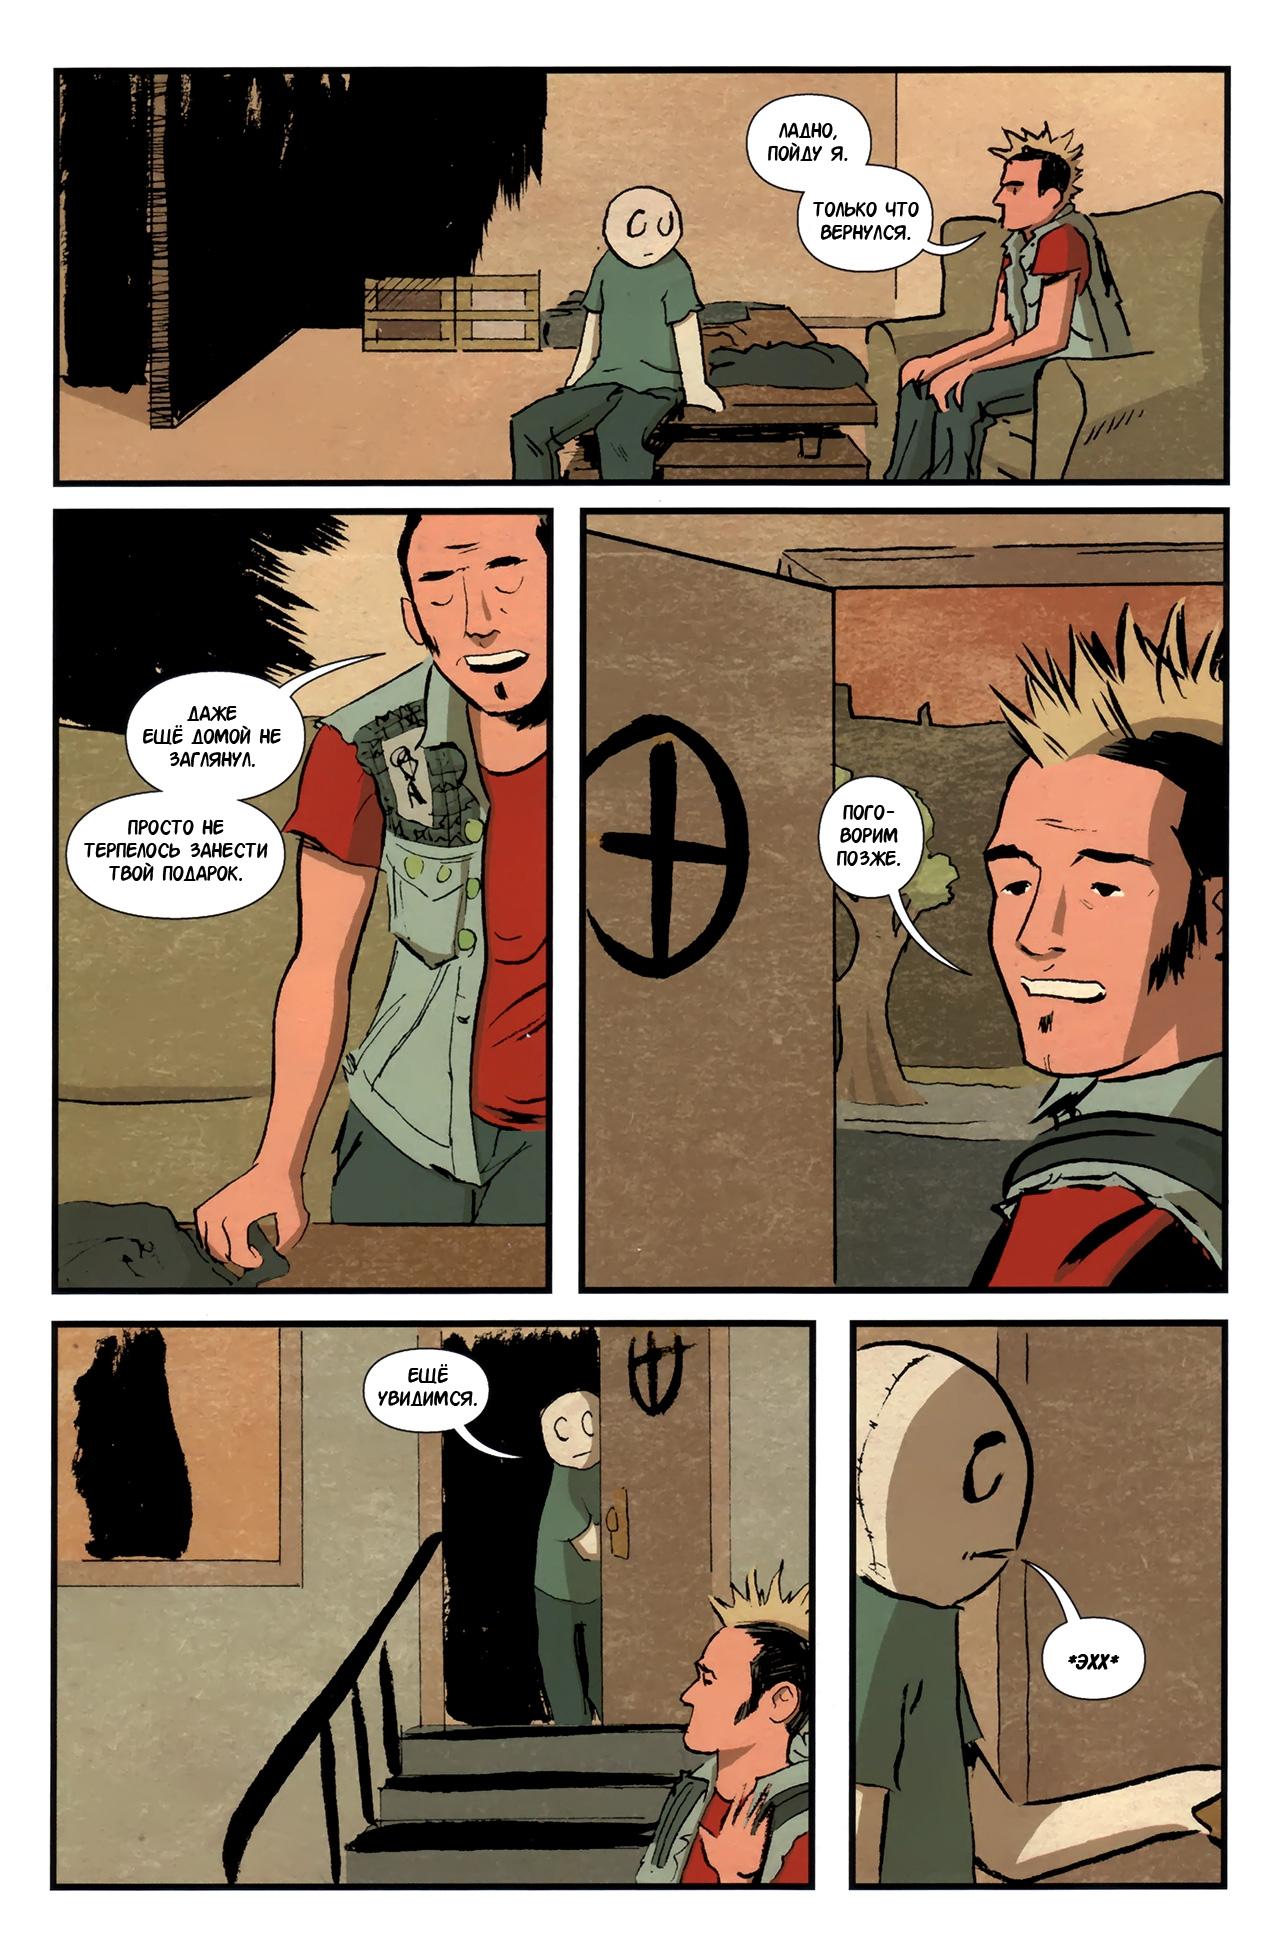 ЛАДНО,
ПОЙДУ Я.
ТОЛЬКО ЧТО
ВЕРНУЛСЯ.
ДАЖЕ
ЕЩЁ ДОМОЙ НЕ
ЗАГЛЯНУЛ.
ПРОСТО НЕ
ТЕРПЕЛОСЬ ЗАНЕСТИ
ТВОЙ ПОДАРОК.
ПОГО-
ВОРИМ
ПОЗЖЕ.
ЕЩЁ
УВИДИМСЯ.
*ЭХХ*